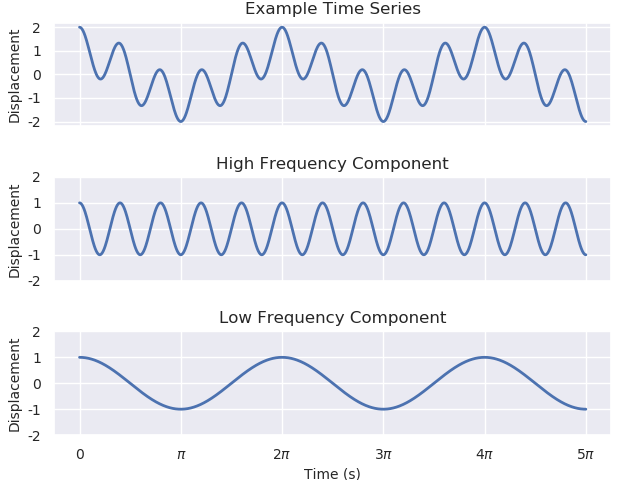 Example Time Series
Displacement
2
1
0
-1
-2
High Frequency Component
Displacement
2
1
0
-1
-2
Low Frequency Component
Displacement
2
1
0
-1
-2
0 π 2π 3π 4π 5π
Time (s)